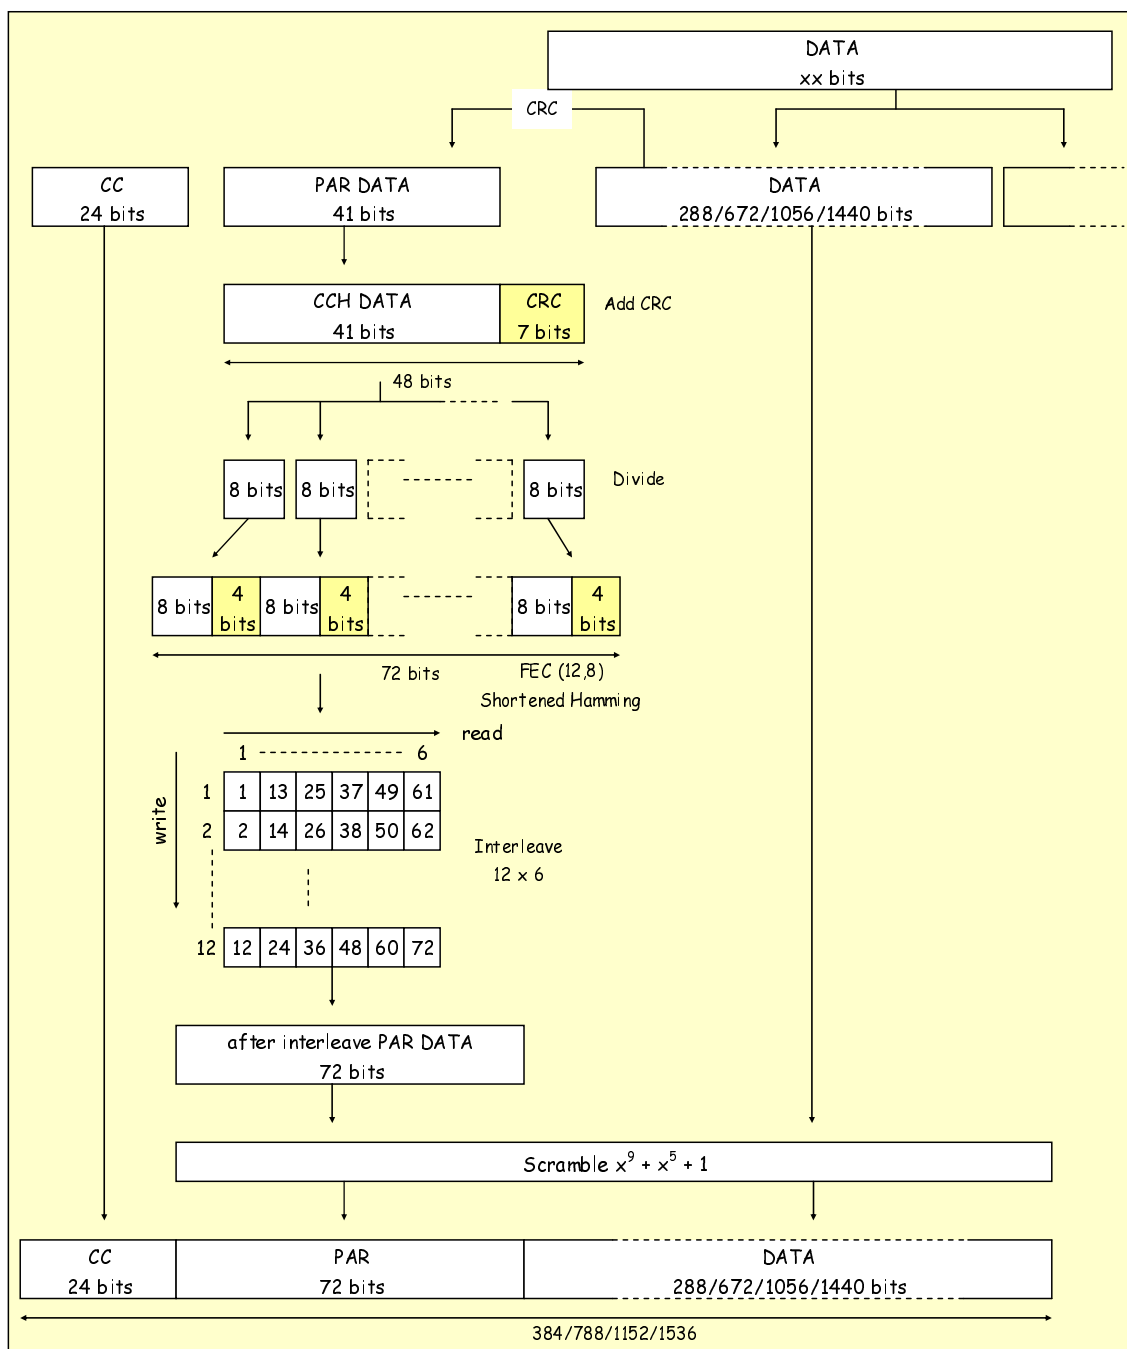 DATA
xx bits
CRC
CC
24 bits
PAR DATA
41 bits
DATA
288/672/1056/1440 bits
CCH DATA
41 bits
CRC
7 bits
Add CRC
48 bits
8 bits
8 bits
8 bits
Divide
8 bits
4
bits
8 bits
4
bits
8 bits
4
bits
72 bits
FEC (12,8)
Shortened Hamming
read
1 6
write
1 1 13 25 37 49 61
2 2 14 26 38 50 62
Interleave
12 x 6
12 12 24 36 48 60 72
after interleave PAR DATA
72 bits
Scramble x⁹ + x⁵ + 1
CC
24 bits
PAR
72 bits
DATA
288/672/1056/1440 bits
384/788/1152/1536